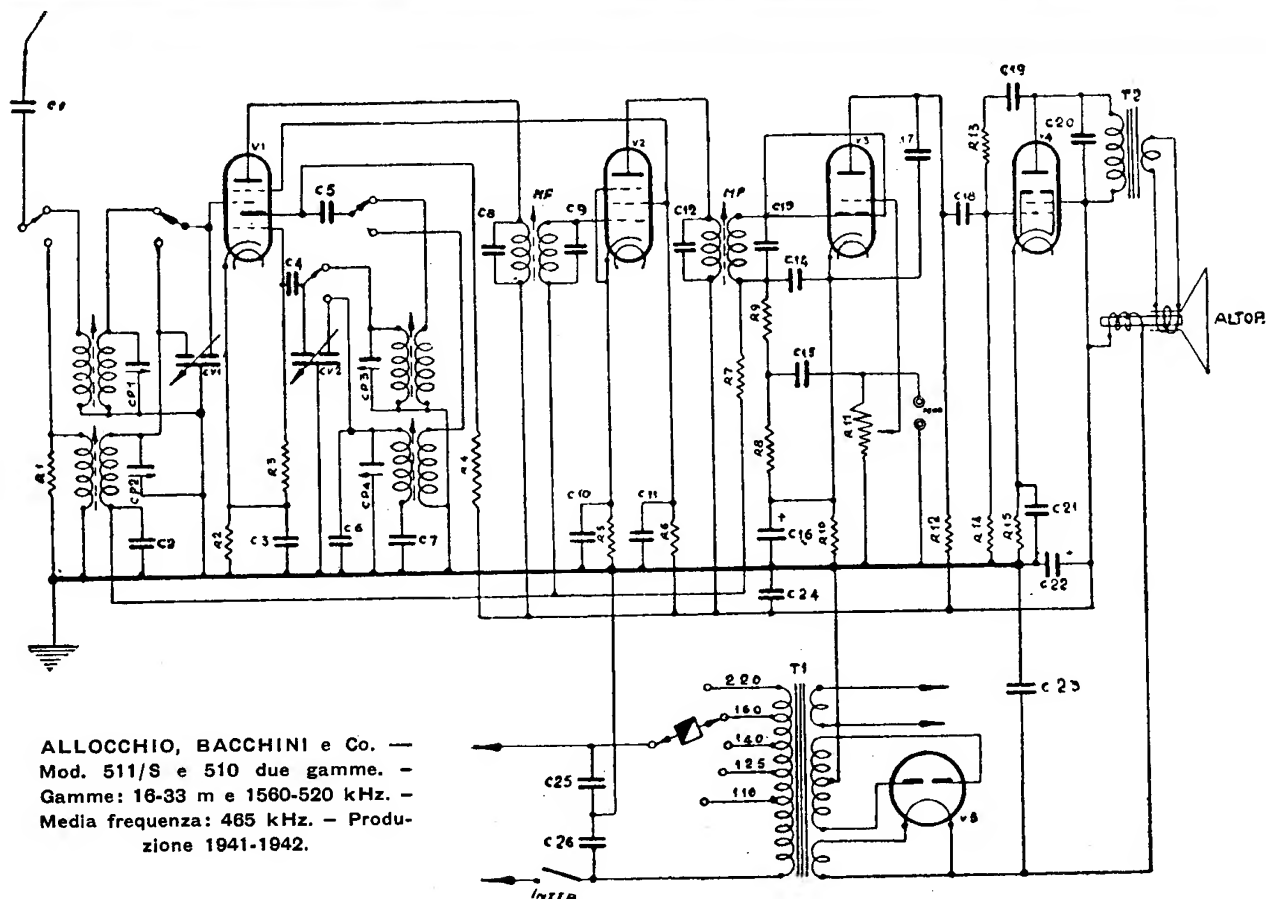 C1
V1
C5
C4
R1
CP1
CP2
C2
CV1
R2
R3
C3
CV2
C6
CP3
CP4
C7
R4
C8
MF
C9
V2
C10
R5
C11
R6
C12
MF
C13
C14
R9
R7
C15
R8
R11
C16
R10
C24
V3
17
C18
R12
R13
C19
V4
C20
T2
R14
R15
C21
C22
ALTOP.
C23
T1
220
160
140
125
110
C25
C26
INTER.
V5
ALLOCCHIO, BACCHINI e Co. —
Mod. 511/S e 510 due gamme. –
Gamme: 16-33 m e 1560-520 kHz. –
Media frequenza: 465 kHz. – Produ-
zione 1941-1942.